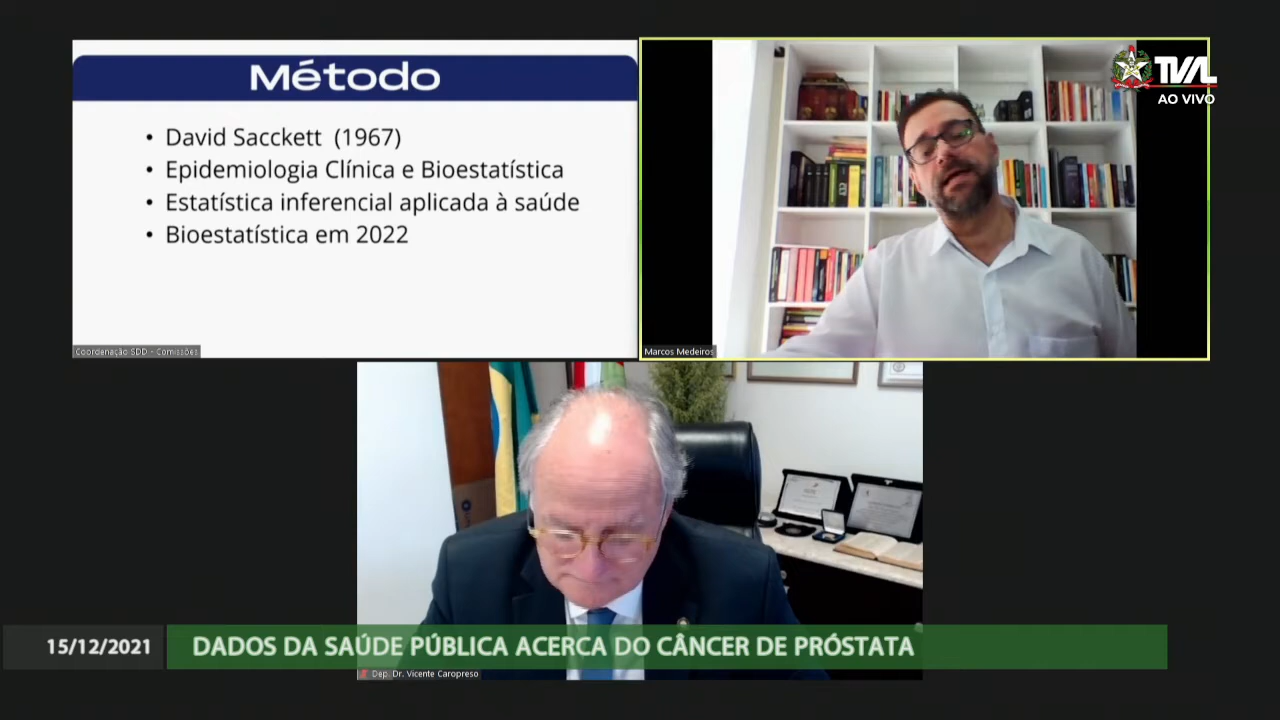 Método
• David Sacckett (1967)
• Epidemiologia Clínica e Bioestatística
• Estatística inferencial aplicada à saúde
• Bioestatística em 2022
Coordenação SDD - Comissões
TVAL
AO VIVO
Marcos Medeiros
15/12/2021
DADOS DA SAÚDE PÚBLICA ACERCA DO CÂNCER DE PRÓSTATA
Dep. Dr. Vicente Caropreso